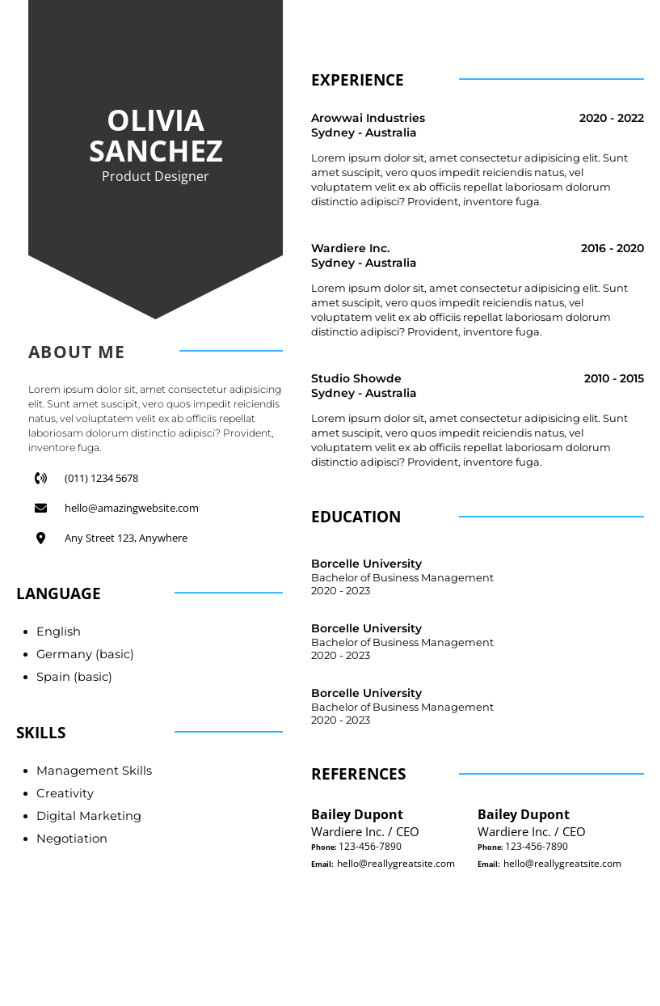 OLIVIA
SANCHEZ
Product Designer
ABOUT ME
Lorem ipsum dolor sit, amet consectetur adipisicing
elit. Sunt amet suscipit, vero quos impedit reiciendis
natus, vel voluptatem velit ex ab officiis repellat
laboriosam dolorum distinctio adipisci? Provident,
inventore fuga.
(011) 1234 5678
hello@amazingwebsite.com
Any Street 123, Anywhere
LANGUAGE
English
Germany (basic)
Spain (basic)
SKILLS
Management Skills
Creativity
Digital Marketing
Negotiation
EXPERIENCE
Arowwai Industries 2020 - 2022
Sydney - Australia
Lorem ipsum dolor sit, amet consectetur adipisicing elit. Sunt
amet suscipit, vero quos impedit reiciendis natus, vel
voluptatem velit ex ab officiis repellat laboriosam dolorum
distinctio adipisci? Provident, inventore fuga.
Wardiere Inc. 2016 - 2020
Sydney - Australia
Lorem ipsum dolor sit, amet consectetur adipisicing elit. Sunt
amet suscipit, vero quos impedit reiciendis natus, vel
voluptatem velit ex ab officiis repellat laboriosam dolorum
distinctio adipisci? Provident, inventore fuga.
Studio Showde 2010 - 2015
Sydney - Australia
Lorem ipsum dolor sit, amet consectetur adipisicing elit. Sunt
amet suscipit, vero quos impedit reiciendis natus, vel
voluptatem velit ex ab officiis repellat laboriosam dolorum
distinctio adipisci? Provident, inventore fuga.
EDUCATION
Borcelle University
Bachelor of Business Management
2020 - 2023
Borcelle University
Bachelor of Business Management
2020 - 2023
Borcelle University
Bachelor of Business Management
2020 - 2023
REFERENCES
Bailey Dupont
Wardiere Inc. / CEO
Phone: 123-456-7890
Email: hello@reallygreatsite.com
Bailey Dupont
Wardiere Inc. / CEO
Phone: 123-456-7890
Email: hello@reallygreatsite.com